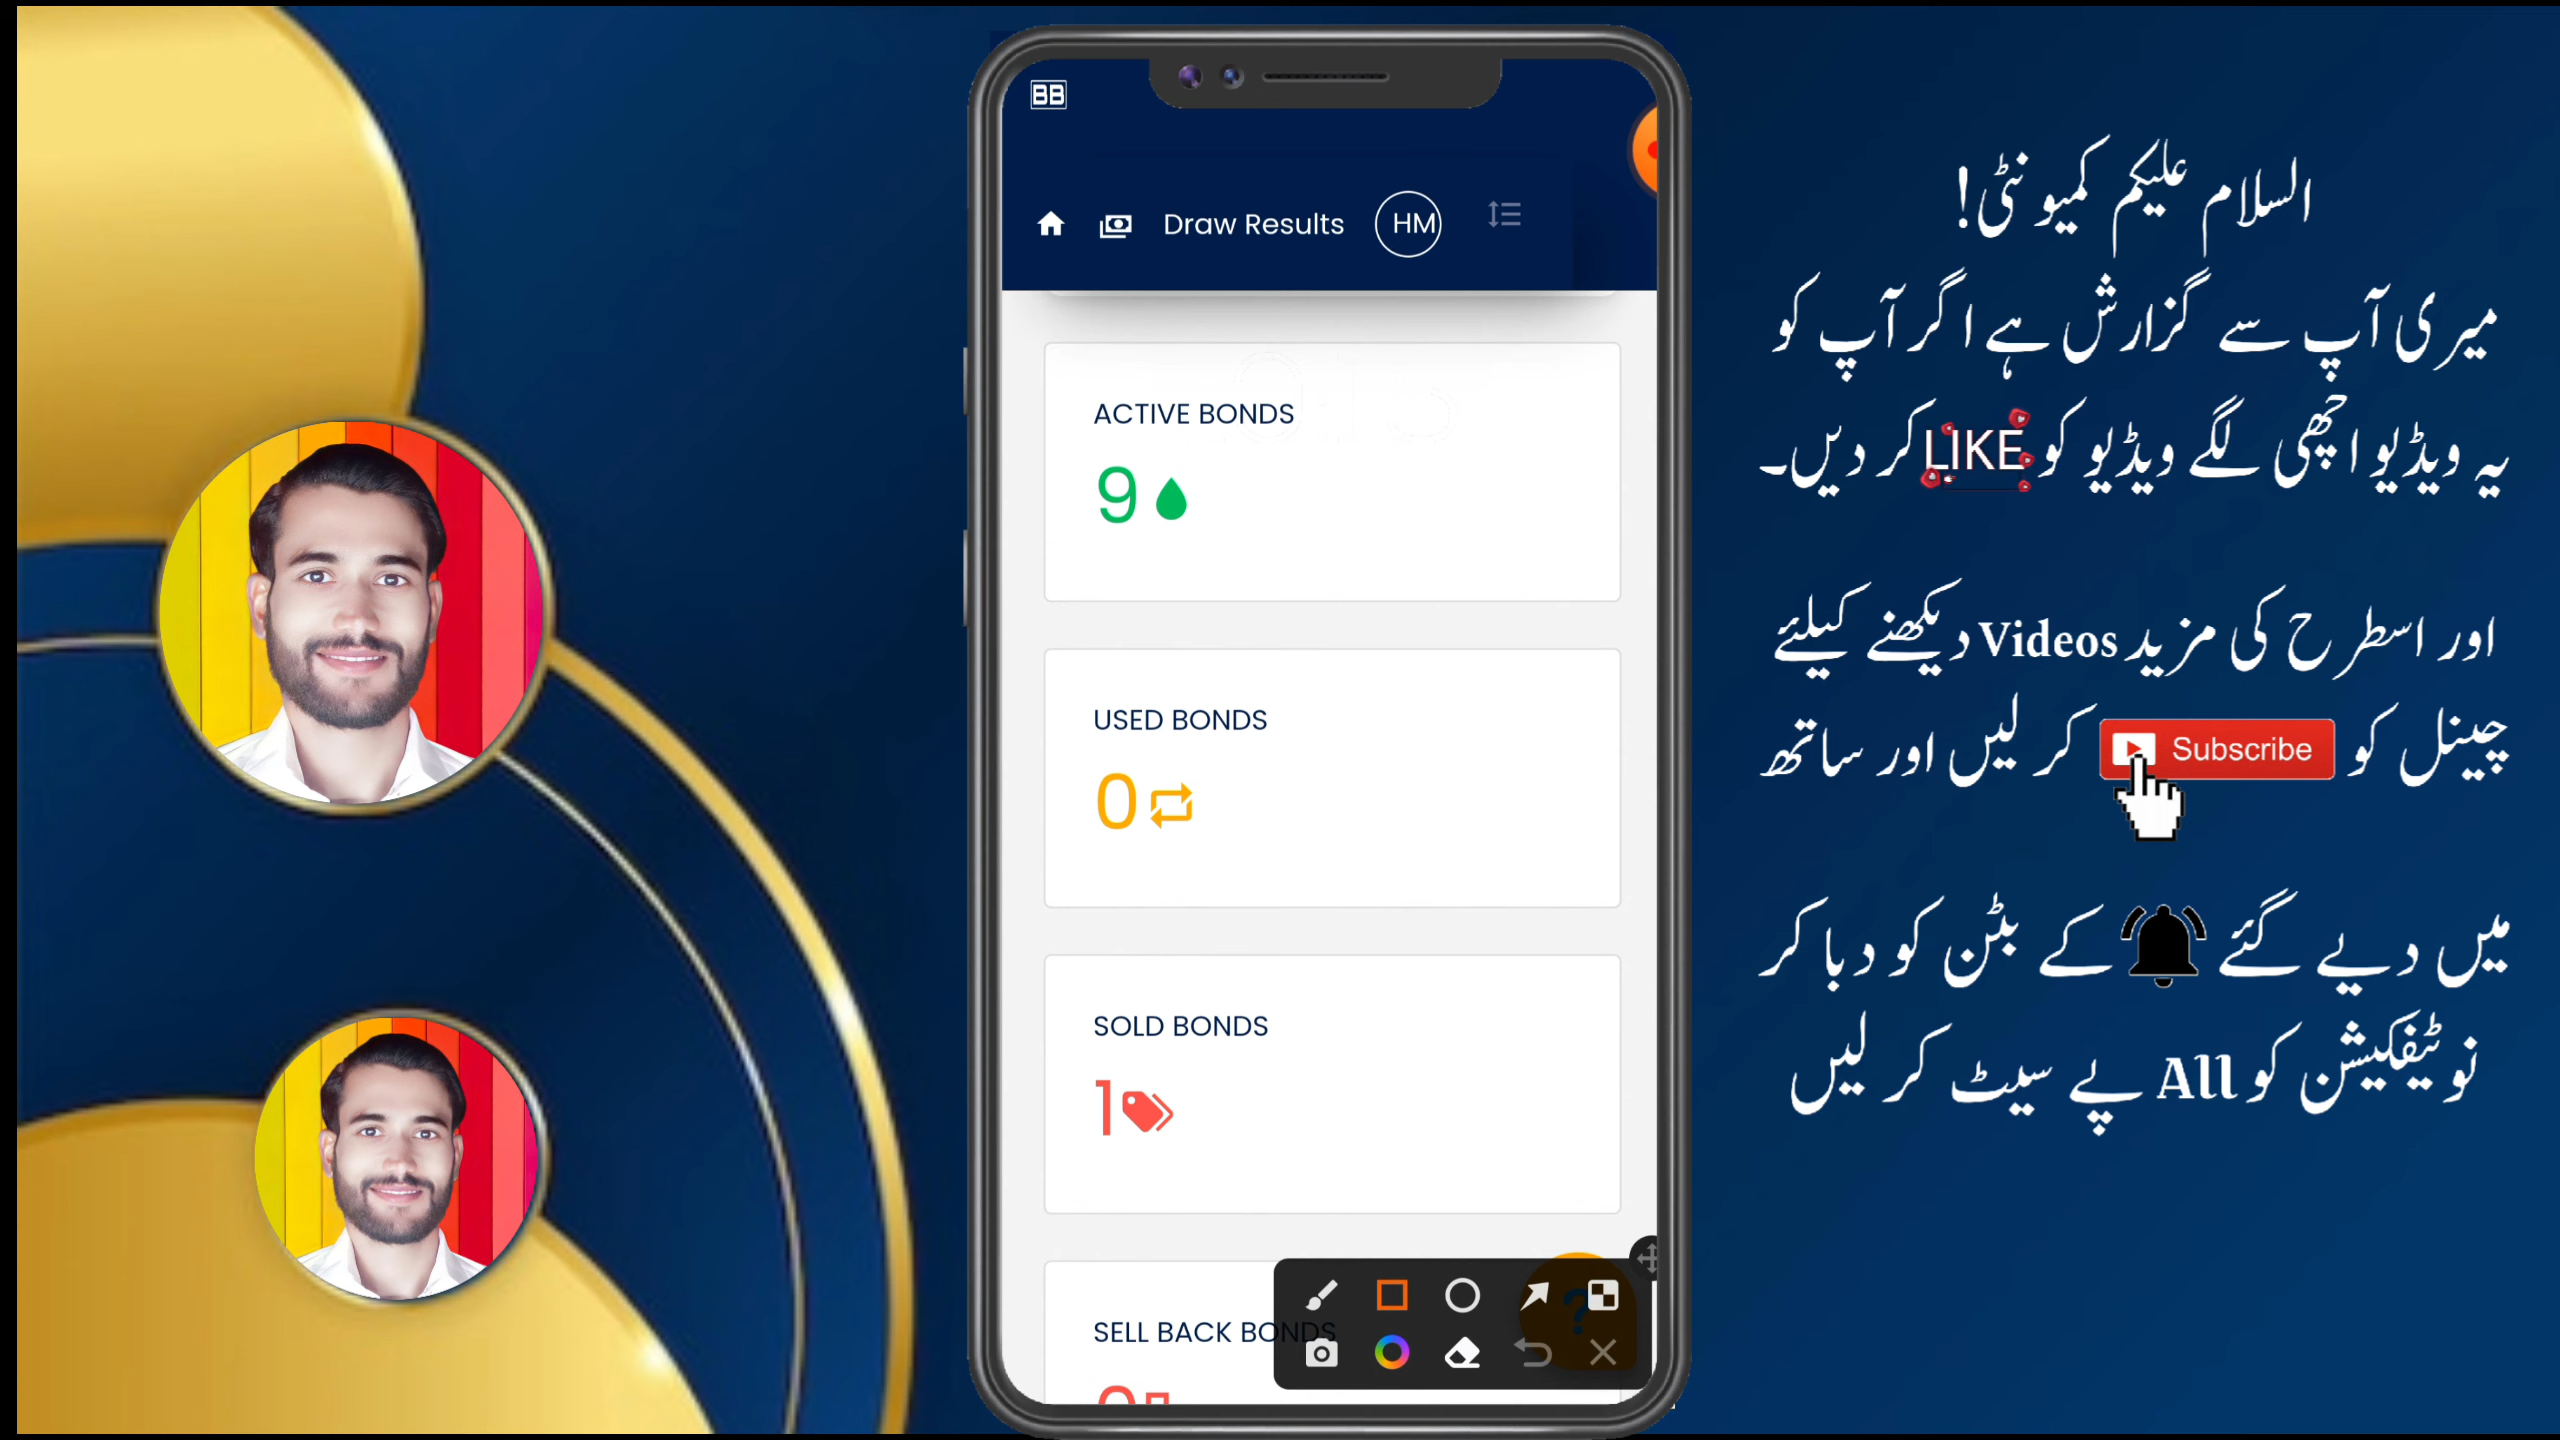 BB
Draw Results
HM
ACTIVE BONDS
9
USED BONDS
0
SOLD BONDS
1
SELL BACK BONDS
السلام علیکم کمیونٹی!
میری آپ سے گزارش ہے اگر آپ کو
یہ ویڈیو اچھی لگے ویڈیو کو LIKE کر دیں۔
اور اسطرح کی مزید Videos دیکھنے کیلئے
چینل کو Subscribe کر لیں اور ساتھ
میں دیے گئے کے بٹن کو دبا کر
نوٹیفکیشن کو All پے سیٹ کر لیں